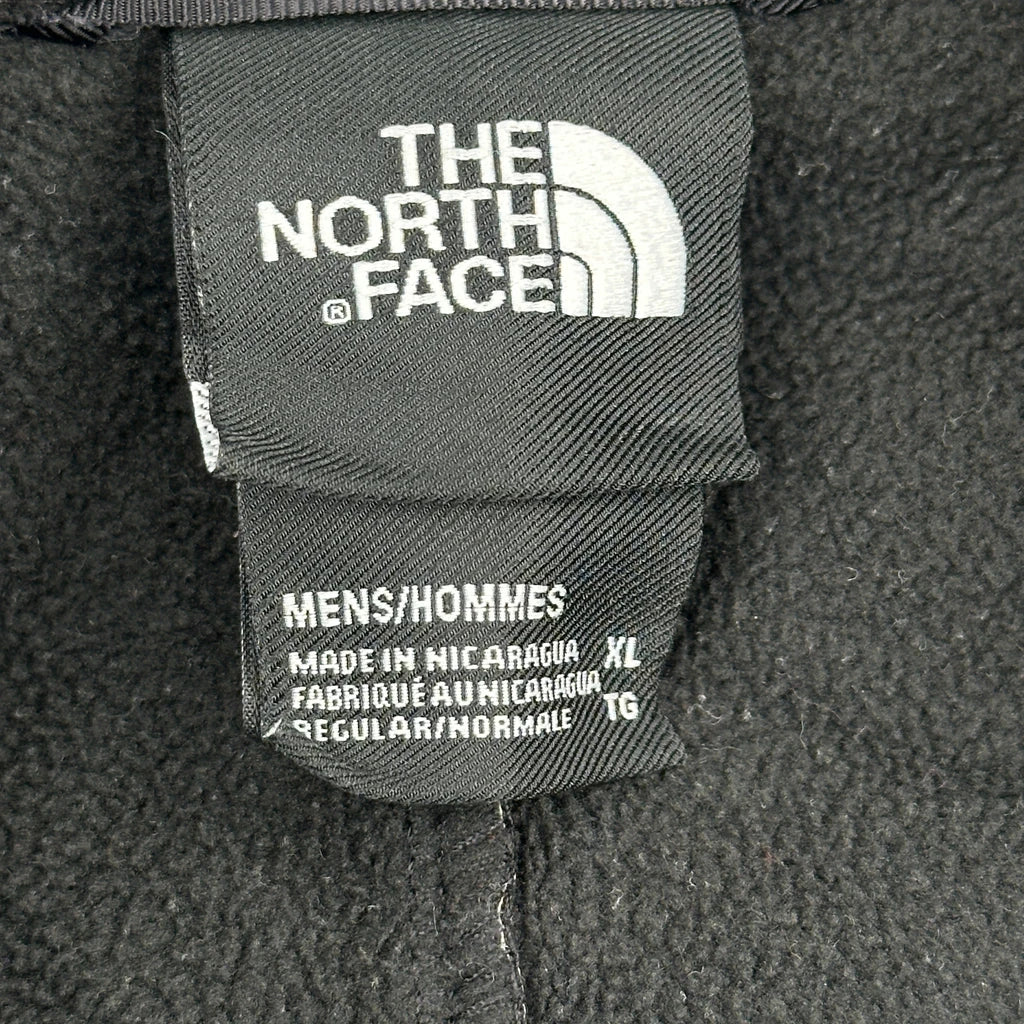 THE
NORTH
® FACE
MENS/HOMMES
MADE IN NICARAGUA XL
FABRIQUÉ AU NICARAGUA TG
REGULAR/NORMALE